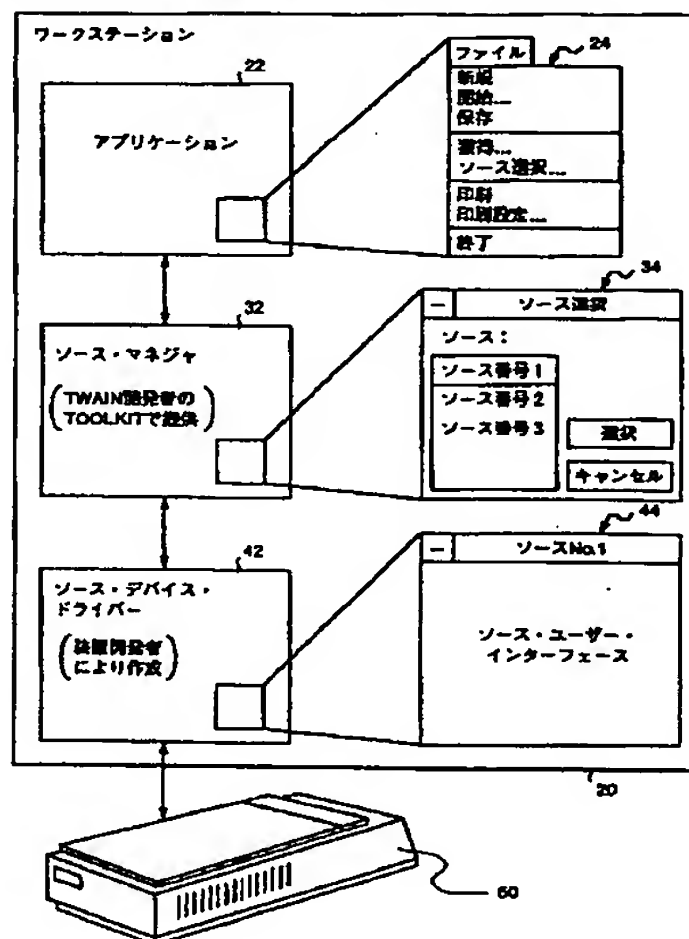 ワークステーション
22
アプリケーション
ファイル
24
新規
開始...
保存
獲得...
ソース選択...
印刷
印刷設定...
終了
32
ソース・マネジャ
(TWAIN開発者の
TOOLKITで提供)
34
ー ソース選択
ソース：
ソース番号1
ソース番号2
ソース番号3
選択
キャンセル
42
ソース・デバイス・
ドライバー
(装置開発者
により作成)
44
ー ソースNo.1
ソース・ユーザー・
インターフェース
20
60